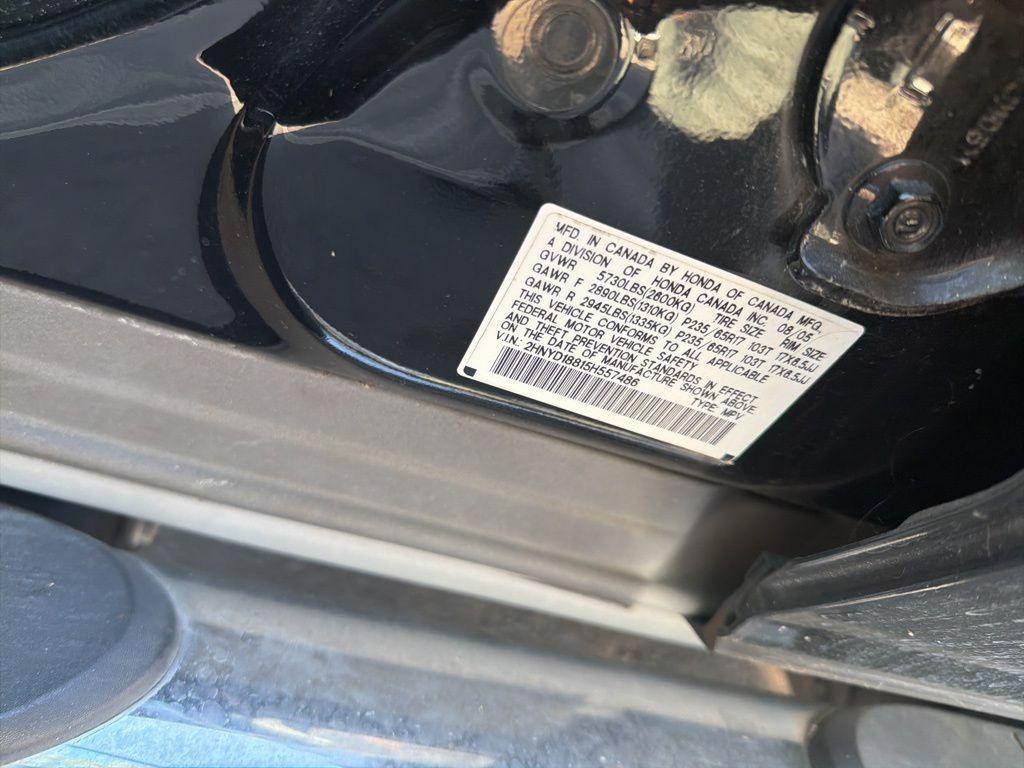 MFD. IN CANADA BY HONDA OF CANADA MFG.
A DIVISION OF HONDA CANADA INC. 08/05
GVWR 5730LBS(2600KG) TIRE SIZE RIM SIZE
GAWR F 2890LBS(1310KG) P235/65R17 103T 17X6.5JJ
GAWR R 2945LBS(1335KG) P235/65R17 103T 17X6.5JJ
THIS VEHICLE CONFORMS TO ALL APPLICABLE
FEDERAL MOTOR VEHICLE SAFETY
AND THEFT PREVENTION STANDARDS IN EFFECT
ON THE DATE OF MANUFACTURE SHOWN ABOVE.
V.I.N.: 2HNYD18815H557486 TYPE: MPV